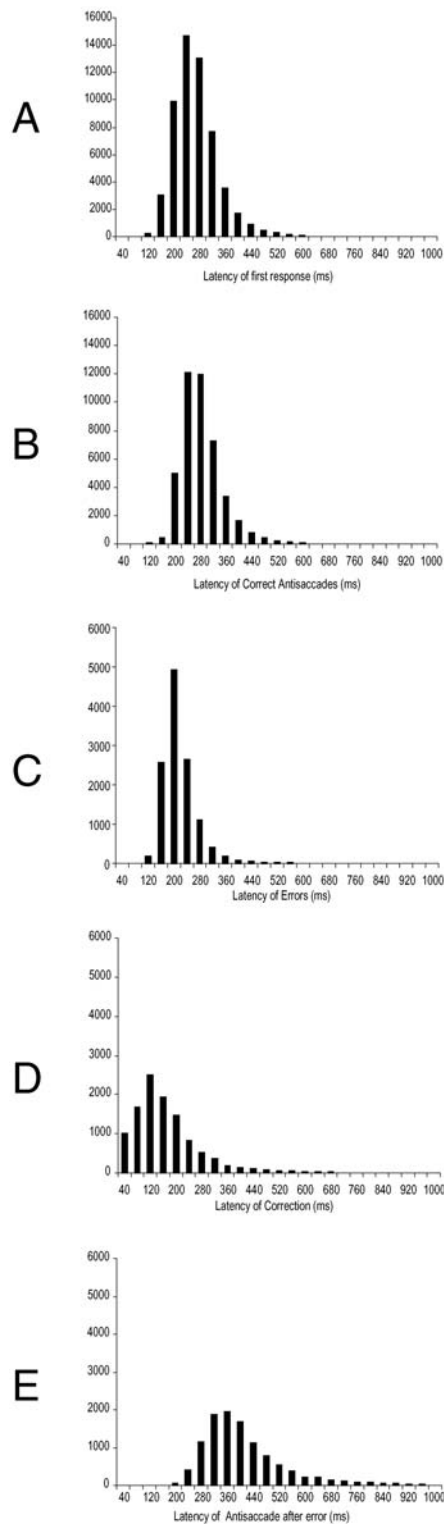 A
16000
14000
12000
10000
8000
6000
4000
2000
0
40 120 200 280 360 440 520 600 680 760 840 920 1000
Latency of first response (ms)
B
16000
14000
12000
10000
8000
6000
4000
2000
0
40 120 200 280 360 440 520 600 680 760 840 920 1000
Latency of Correct Antisaccades (ms)
C
6000
5000
4000
3000
2000
1000
0
40 120 200 280 360 440 520 600 680 760 840 920 1000
Latency of Errors (ms)
D
6000
5000
4000
3000
2000
1000
0
40 120 200 280 360 440 520 600 680 760 840 920 1000
Latency of Correction (ms)
E
6000
5000
4000
3000
2000
1000
0
40 120 200 280 360 440 520 600 680 760 840 920 1000
Latency of Antisaccade after error (ms)